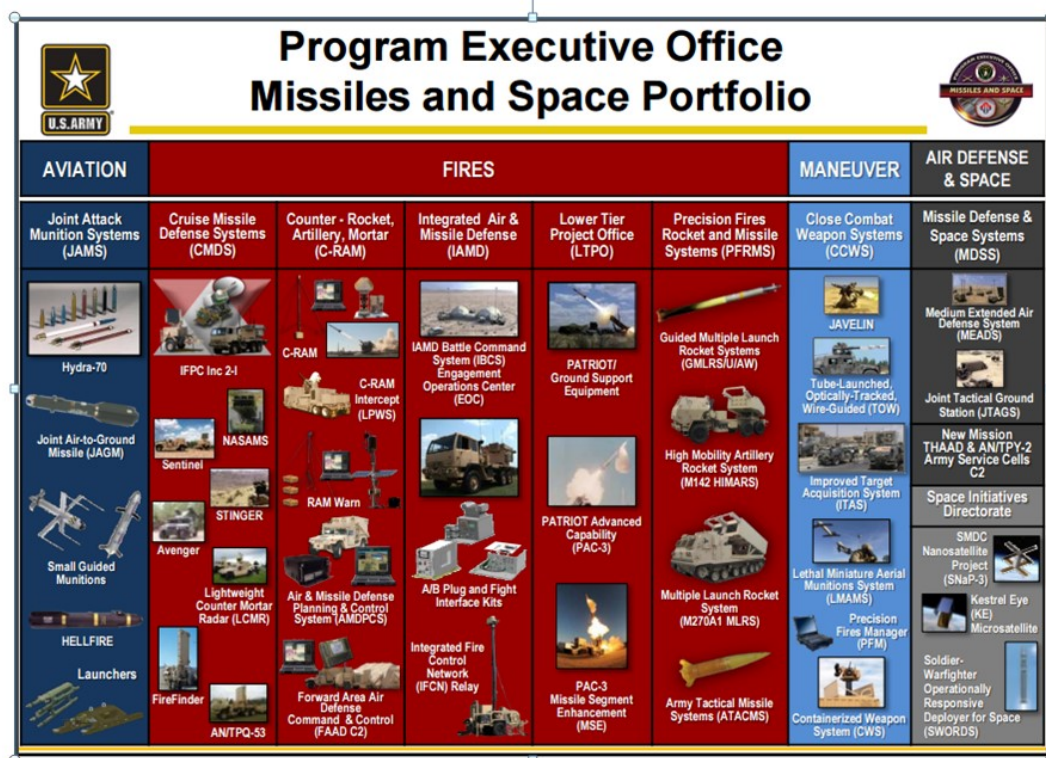 Program Executive Office
Missiles and Space Portfolio
U.S.ARMY
PROGRAM EXECUTIVE OFFICE
MISSILES AND SPACE
AVIATION
FIRES
MANEUVER
AIR DEFENSE
& SPACE
Joint Attack
Munition Systems
(JAMS)
Cruise Missile
Defense Systems
(CMDS)
Counter - Rocket,
Artillery, Mortar
(C-RAM)
Integrated Air &
Missile Defense
(IAMD)
Lower Tier
Project Office
(LTPO)
Precision Fires
Rocket and Missile
Systems (PFRMS)
Close Combat
Weapon Systems
(CCWS)
Missile Defense &
Space Systems
(MDSS)
Hydra-70
Joint Air-to-Ground
Missile (JAGM)
Small Guided
Munitions
HELLFIRE
Launchers
IFPC Inc 2-I
NASAMS
Sentinel
STINGER
Avenger
Lightweight
Counter Mortar
Radar (LCMR)
FireFinder
AN/TPQ-53
C-RAM
C-RAM
Intercept
(LPWS)
RAM Warn
Air & Missile Defense
Planning & Control
System (AMDPCS)
Forward Area Air
Defense
Command & Control
(FAAD C2)
IAMD Battle Command
System (IBCS)
Engagement
Operations Center
(EOC)
A/B Plug and Fight
Interface Kits
Integrated Fire
Control
Network
(IFCN) Relay
PATRIOT/
Ground Support
Equipment
PATRIOT Advanced
Capability
(PAC-3)
PAC-3
Missile Segment
Enhancement
(MSE)
Guided Multiple Launch
Rocket Systems
(GMLRS/U/AW)
High Mobility Artillery
Rocket System
(M142 HIMARS)
Multiple Launch Rocket
System
(M270A1 MLRS)
Army Tactical Missile
Systems (ATACMS)
JAVELIN
Tube-Launched,
Optically-Tracked,
Wire-Guided (TOW)
Improved Target
Acquisition System
(ITAS)
Lethal Miniature Aerial
Munitions System
(LMAMS)
Precision
Fires Manager
(PFM)
Containerized Weapon
System (CWS)
Medium Extended Air
Defense System
(MEADS)
Joint Tactical Ground
Station (JTAGS)
New Mission
THAAD & AN/TPY-2
Army Service Cells
C2
Space Initiatives
Directorate
SMDC
Nanosatellite
Project
(SNaP-3)
Kestrel Eye
(KE)
Microsatellite
Soldier-
Warfighter
Operationally
Responsive
Deployer for Space
(SWORDS)